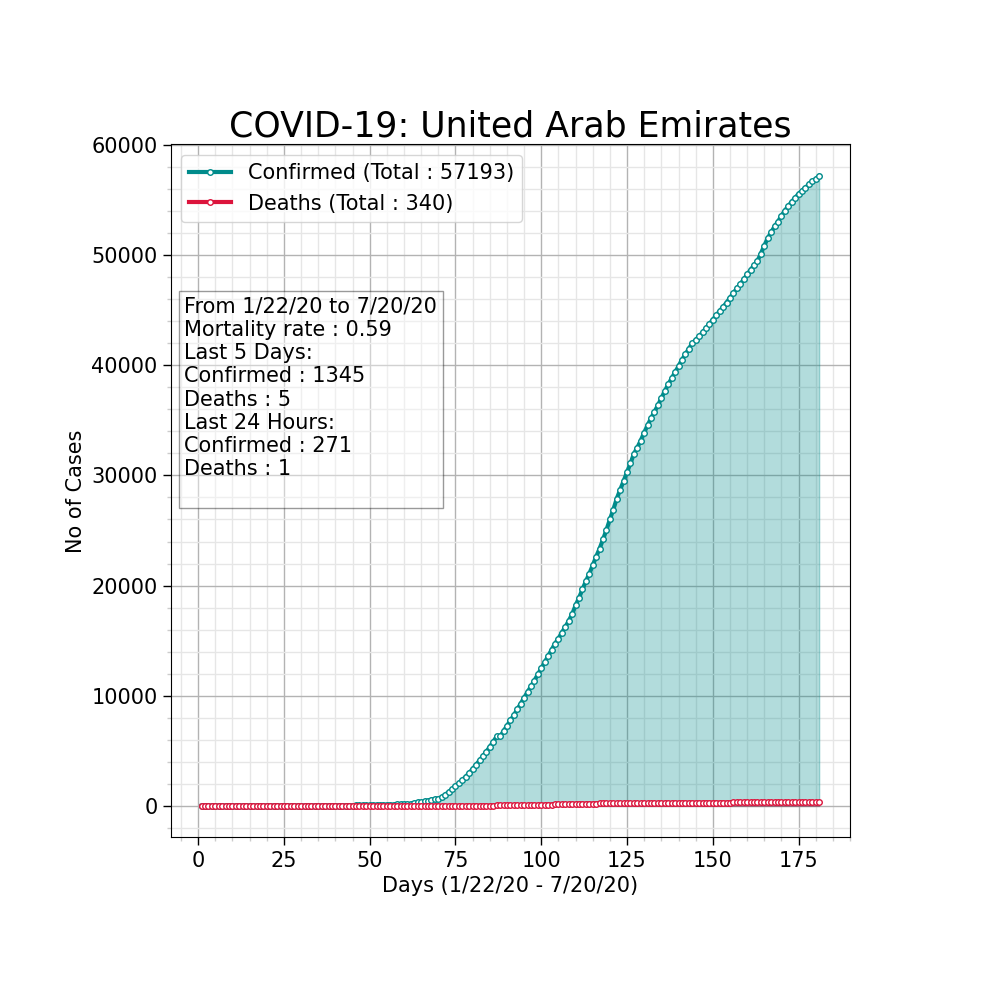 COVID-19: United Arab Emirates
Confirmed (Total : 57193)
Deaths (Total : 340)
From 1/22/20 to 7/20/20
Mortality rate : 0.59
Last 5 Days:
Confirmed : 1345
Deaths : 5
Last 24 Hours:
Confirmed : 271
Deaths : 1
No of Cases
60000
50000
40000
30000
20000
10000
0
0 25 50 75 100 125 150 175
Days (1/22/20 - 7/20/20)